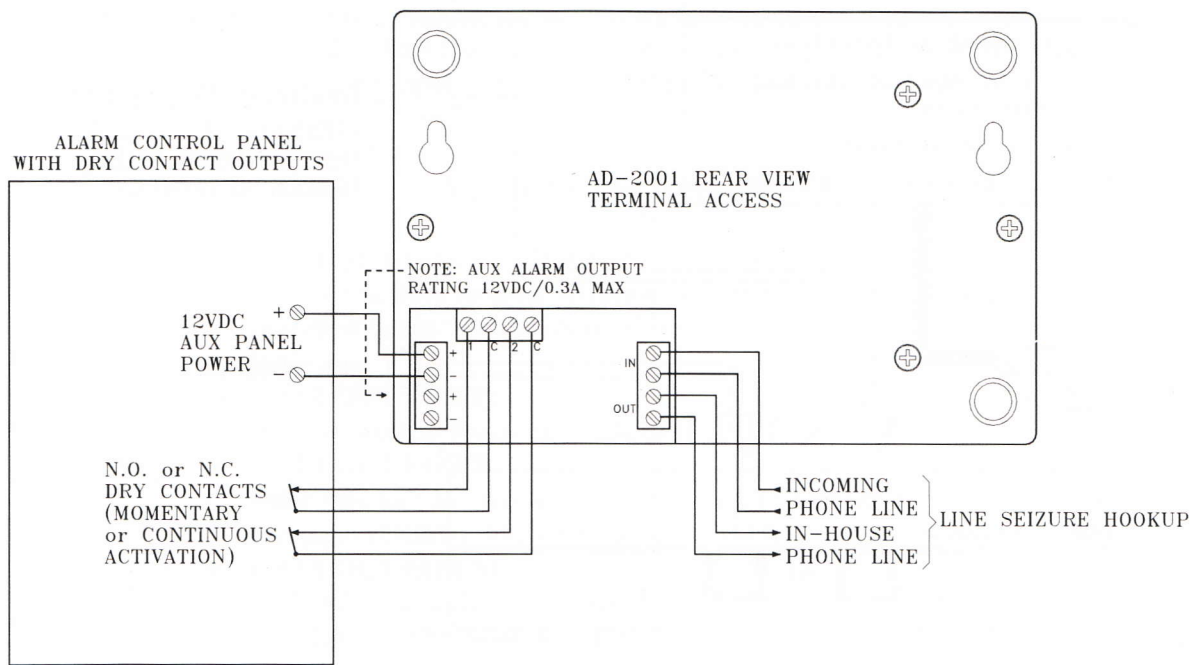 ALARM CONTROL PANEL
WITH DRY CONTACT OUTPUTS
AD-2001 REAR VIEW
TERMINAL ACCESS
NOTE: AUX ALARM OUTPUT
RATING 12VDC/0.3A MAX
12VDC
AUX PANEL
POWER
+
-
1 C 2 C
+
-
+
-
IN
OUT
N.O. or N.C.
DRY CONTACTS
(MOMENTARY
or CONTINUOUS
ACTIVATION)
INCOMING
PHONE LINE
IN-HOUSE
PHONE LINE
LINE SEIZURE HOOKUP